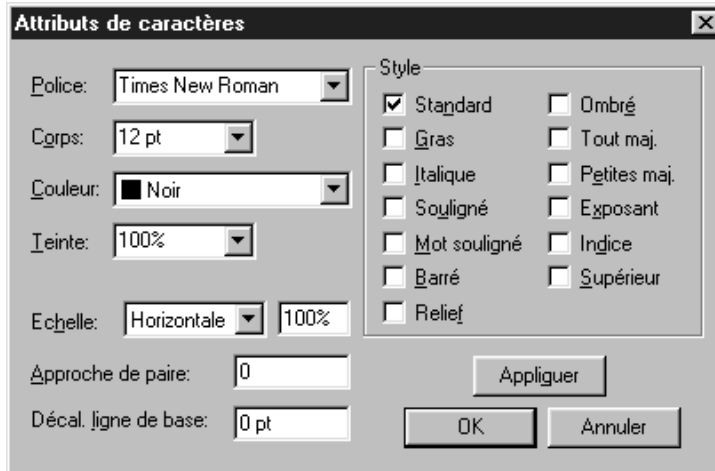 Attributs de caractères
Police: Times New Roman
Corps: 12 pt
Couleur: Noir
Teinte: 100%
Echelle: Horizontale 100%
Approche de paire: 0
Décal. ligne de base: 0 pt
Style
Standard Ombré
Gras Tout maj.
Italique Petites maj.
Souligné Exposant
Mot souligné Indice
Barré Supérieur
Relief
Appliguer
OK Annuler